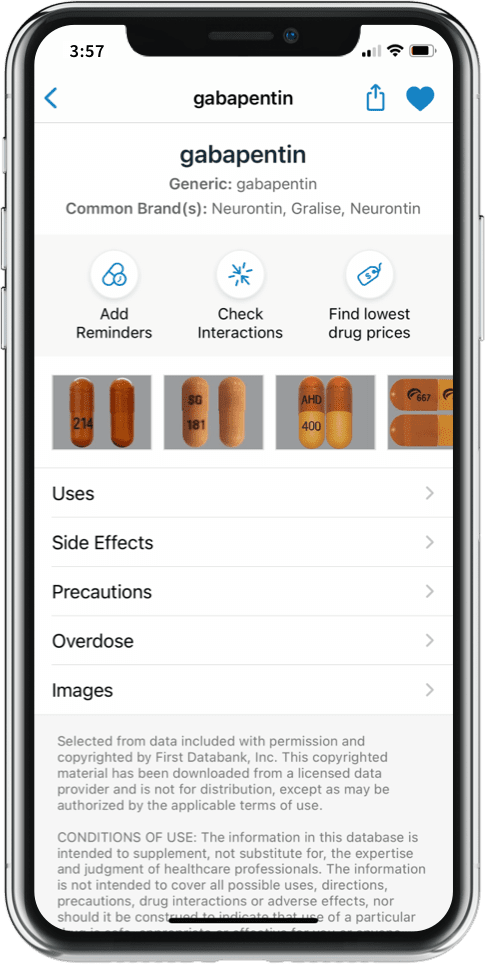 3:57
gabapentin
gabapentin
Generic: gabapentin
Common Brand(s): Neurontin, Gralise, Neurontin
Add
Reminders
Check
Interactions
Find lowest
drug prices
214
SG
181
AHD
400
667
Uses
Side Effects
Precautions
Overdose
Images
Selected from data included with permission and
copyrighted by First Databank, Inc. This copyrighted
material has been downloaded from a licensed data
provider and is not for distribution, except as may be
authorized by the applicable terms of use.
CONDITIONS OF USE: The information in this database is
intended to supplement, not substitute for, the expertise
and judgment of healthcare professionals. The information
is not intended to cover all possible uses, directions,
precautions, drug interactions or adverse effects, nor
should it be construed to indicate that use of a particular